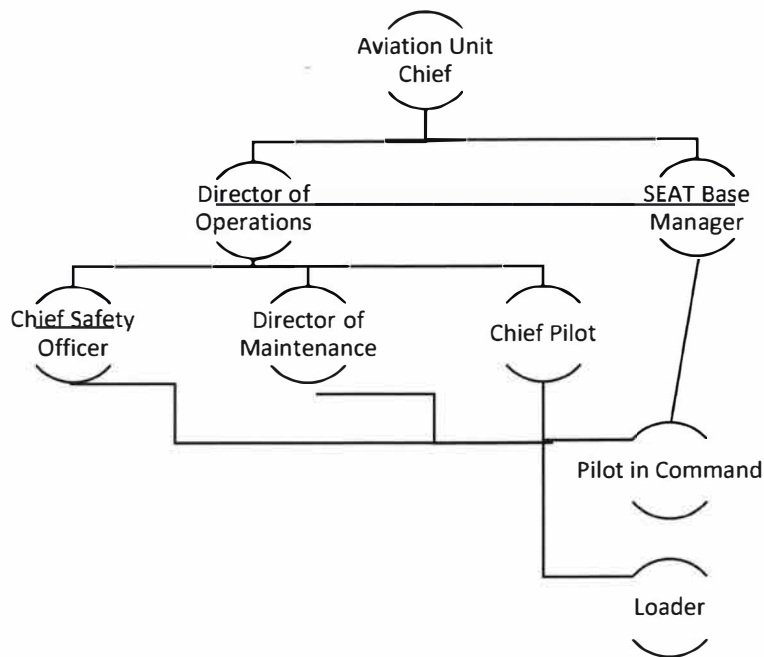 Aviation Unit
Chief
Director of
Operations
SEAT Base
Manager
Chief Safety
Officer
Director of
Maintenance
Chief Pilot
Pilot in Command
Loader